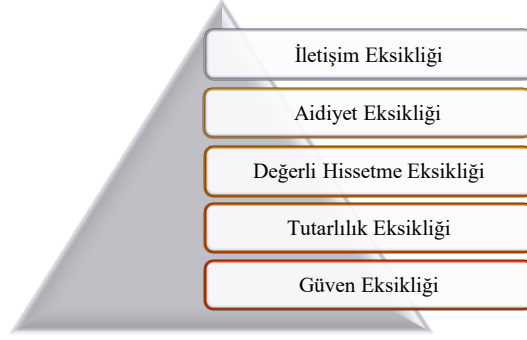 İletişim Eksikliği
Aidiyet Eksikliği
Değerli Hissetme Eksikliği
Tutarlılık Eksikliği
Güven Eksikliği